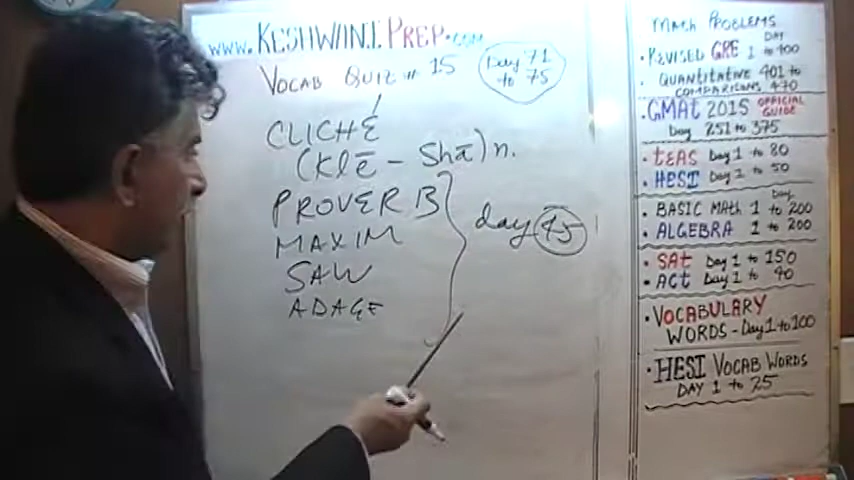 www.KESHWANIPREP.com
VOCAB QUIZ # 15
Day 71
to 75
CLICHÉ
(Klē - Shā) n.
PROVERB
MAXIM
SAW
ADAGE
day 45
MATH PROBLEMS
DAY
• REVISED GRE 1 to 100
• QUANTITATIVE 401 to
COMPARISONS 470
• GMAT 2015 OFFICIAL GUIDE
Day 251 to 375
• TEAS Day 1 to 80
• HESI Day 1 to 50
Day
• BASIC MATH 1 to 200
• ALGEBRA 1 to 200
• SAT Day 1 to 150
• ACT Day 1 to 90
• VOCABULARY
WORDS - Day 1 to 100
• HESI VOCAB WORDS
DAY 1 to 25